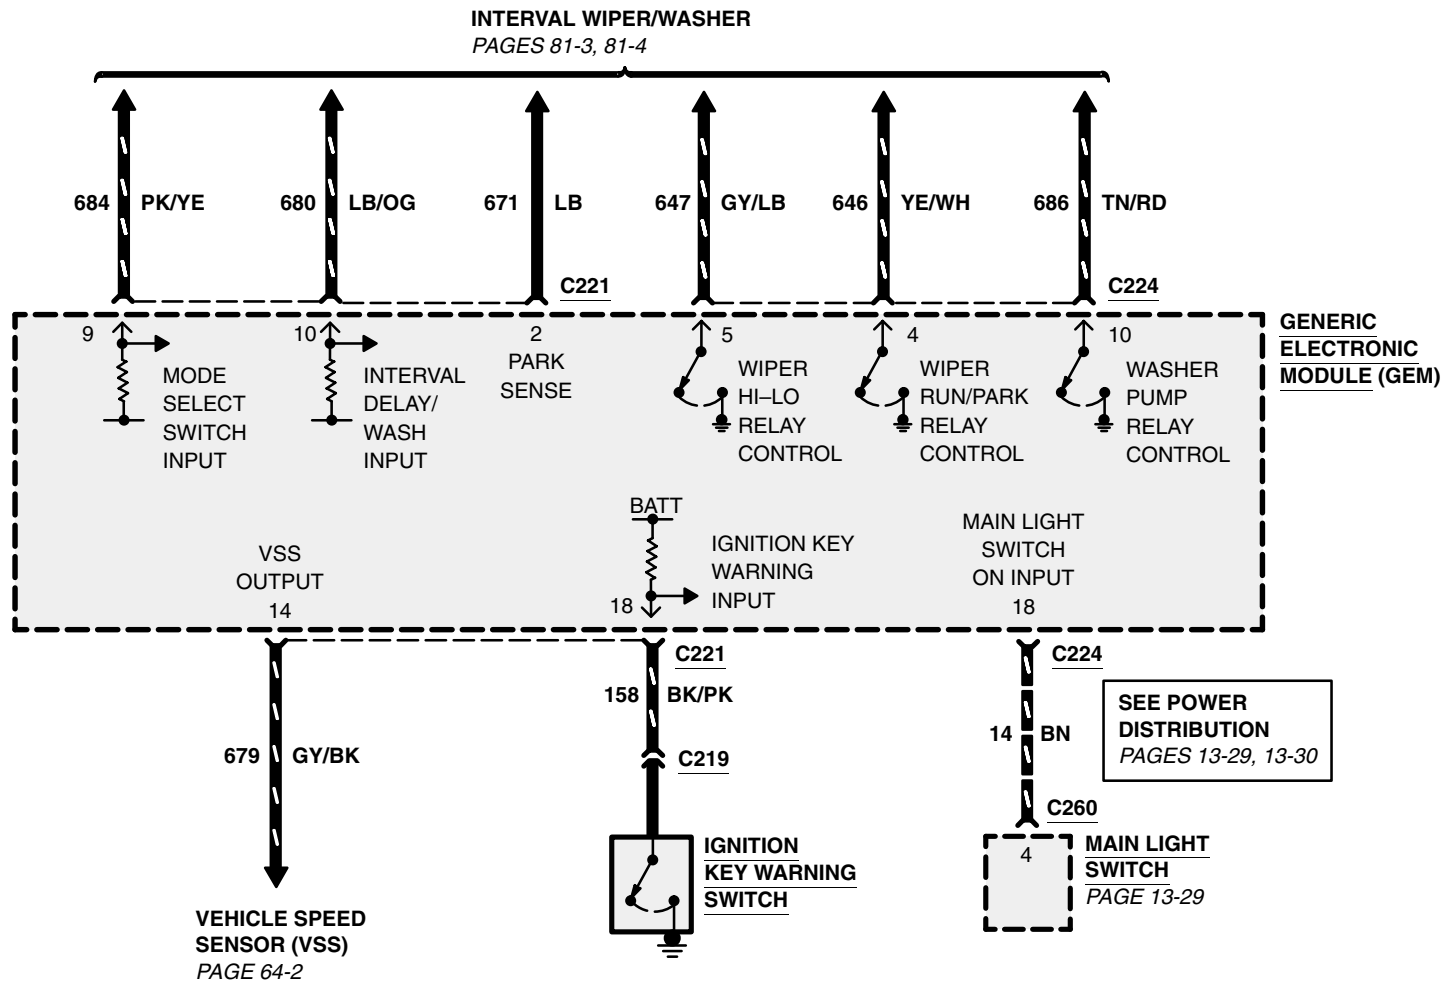 INTERVAL WIPER/WASHER
PAGES 81-3, 81-4
684 PK/YE
680 LB/OG
671 LB
647 GY/LB
646 YE/WH
686 TN/RD
C221
C224
9
MODE
SELECT
SWITCH
INPUT
10
INTERVAL
DELAY/
WASH
INPUT
2
PARK
SENSE
5
WIPER
HI–LO
RELAY
CONTROL
4
WIPER
RUN/PARK
RELAY
CONTROL
10
WASHER
PUMP
RELAY
CONTROL
GENERIC
ELECTRONIC
MODULE (GEM)
VSS
OUTPUT
14
BATT
IGNITION KEY
WARNING
INPUT
18
MAIN LIGHT
SWITCH
ON INPUT
18
C221
C224
679 GY/BK
158 BK/PK
14 BN
SEE POWER
DISTRIBUTION
PAGES 13-29, 13-30
C219
C260
VEHICLE SPEED
SENSOR (VSS)
PAGE 64-2
IGNITION
KEY WARNING
SWITCH
4
MAIN LIGHT
SWITCH
PAGE 13-29